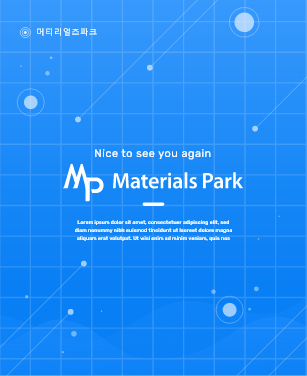 머티리얼즈파크
Nice to see you again
MP Materials Park
Lorem ipsum dolor sit amet, consectetuer adipiscing elit, sed
diam nonummy nibh euismod tincidunt ut laoreet dolore magna
aliquam erat volutpat. Ut wisi enim ad minim veniam, quis nos